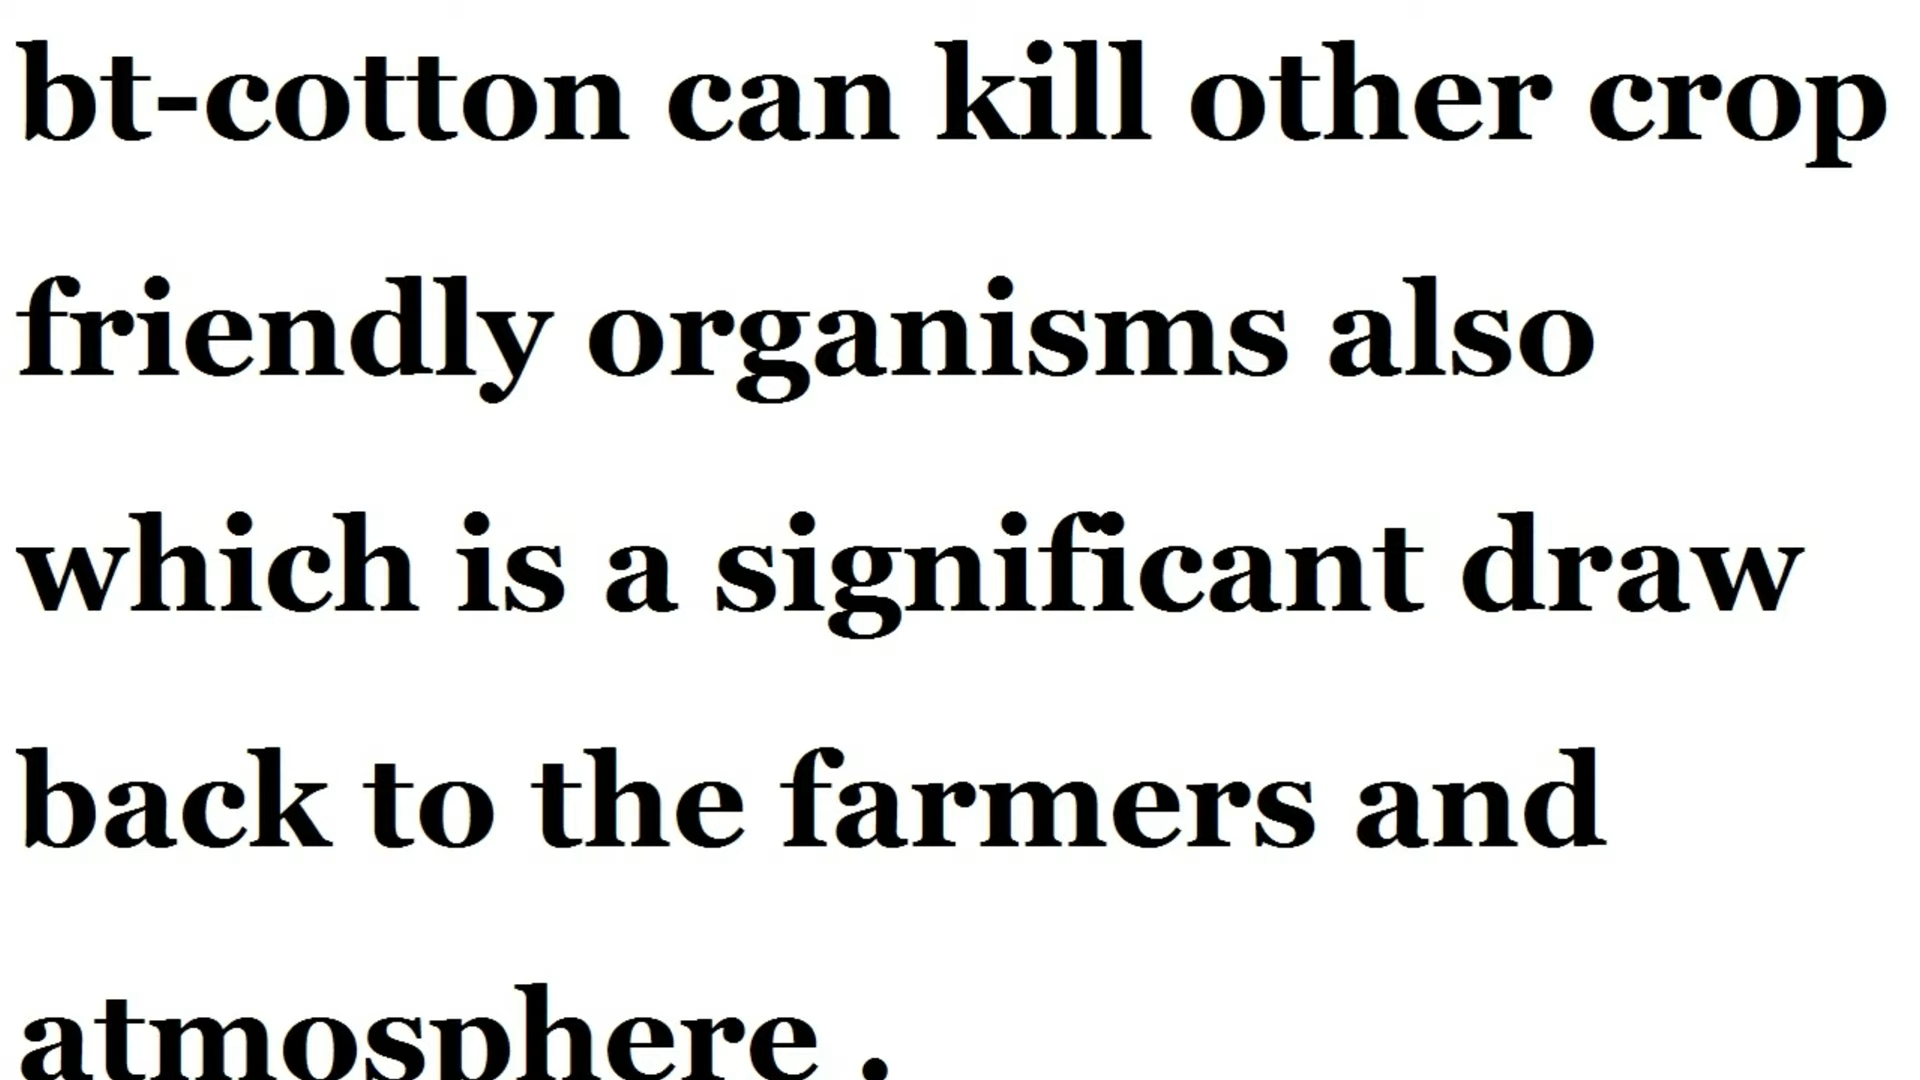 bt-cotton can kill other crop
friendly organisms also
which is a significant draw
back to the farmers and
atmosphere .